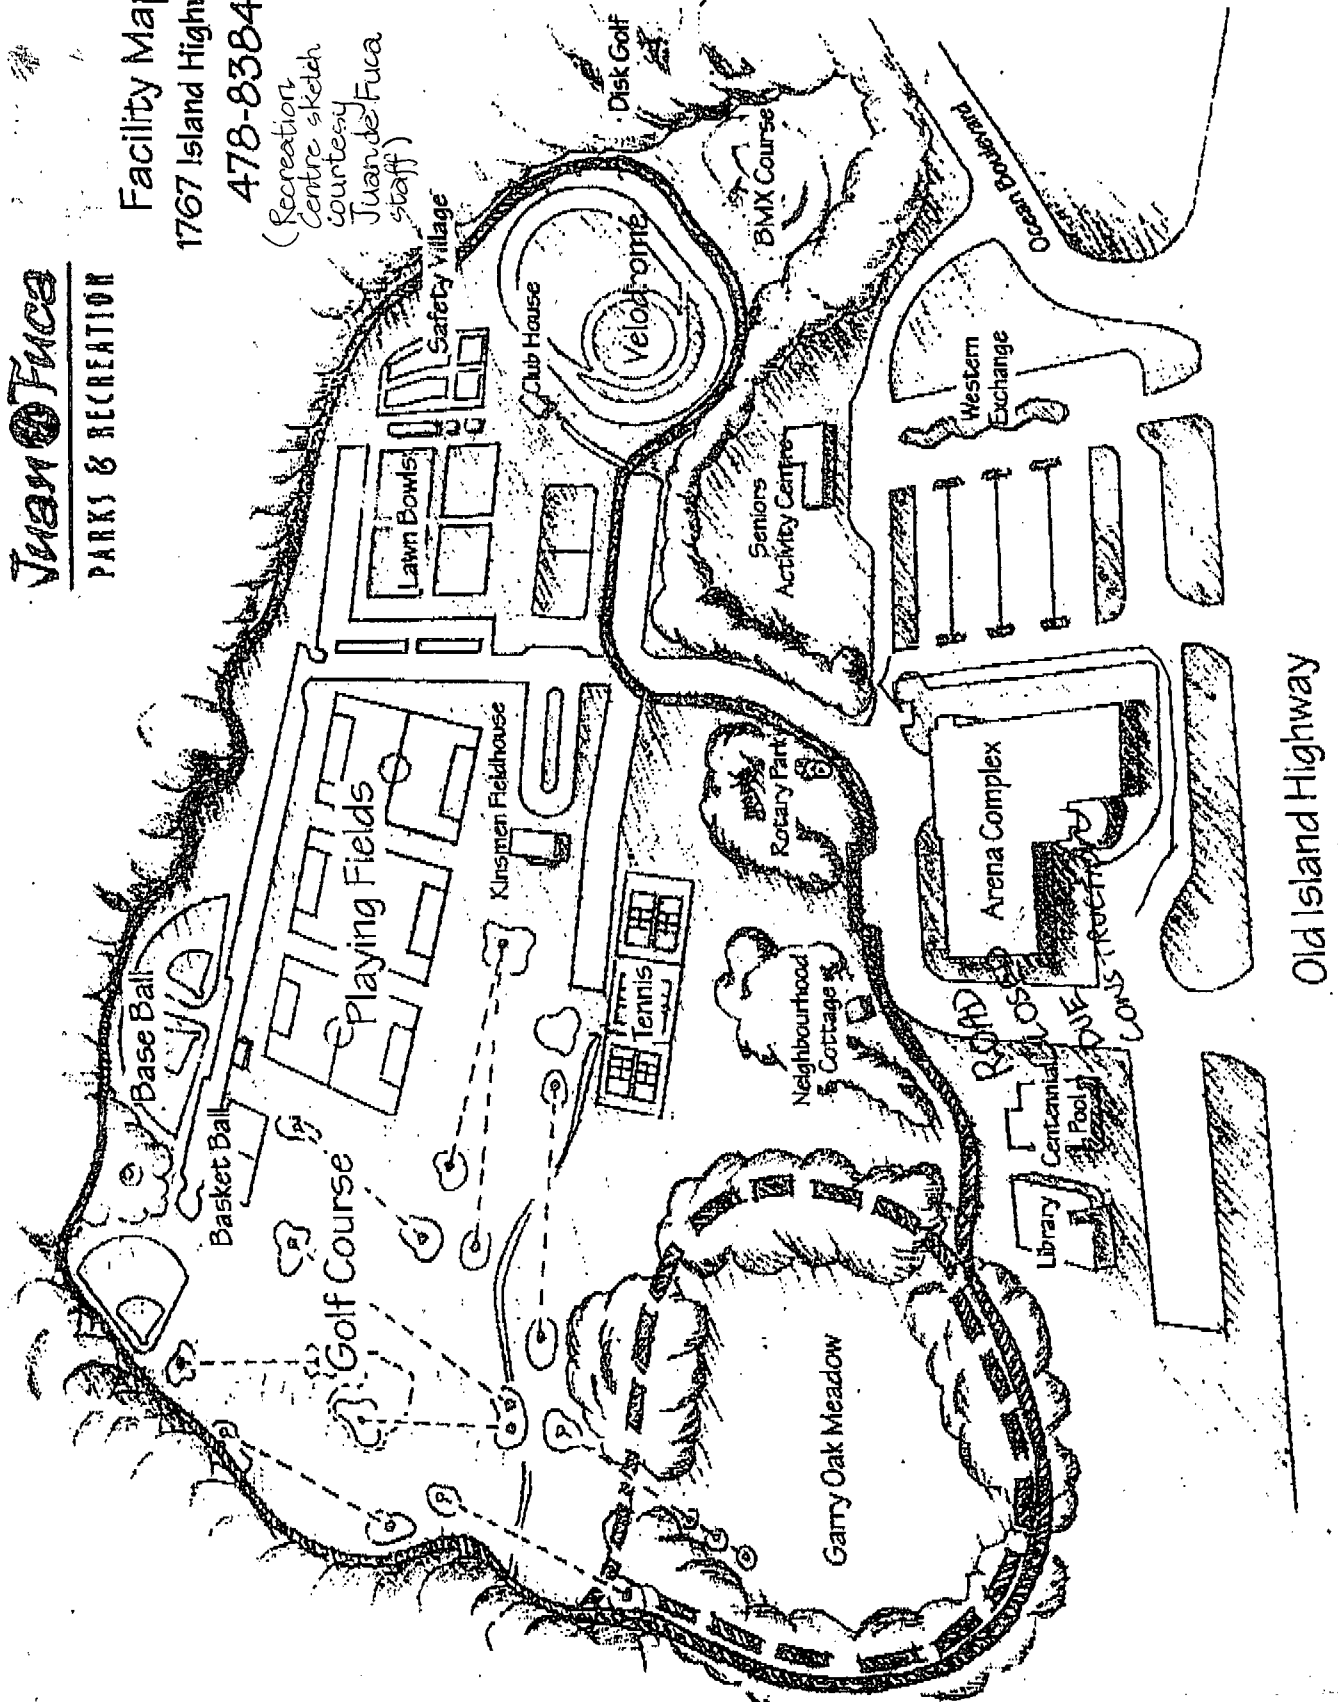 Juan de Fuca
PARKS & RECREATION
Facility Map
1767 Island High
478-8384
(Recreation
Centre sketch
courtesy
Juan de Fuca
staff)
Disk Golf
Safety Village
Club House
Velodrome
BMX Course
Ocean Boulevard
Lawn Bowls
Seniors
Activity Centre
Western
Exchange
Base Ball
Playing Fields
Kinsmen Fieldhouse
Rotary Park
Arena Complex
Basket Ball
Tennis
Neighbourhood
Cottage
ROAD
CLOSED
DUE
CONSTRUCTION
Golf Course
Centennial
Pool
Library
Garry Oak Meadow
Old Island Highway